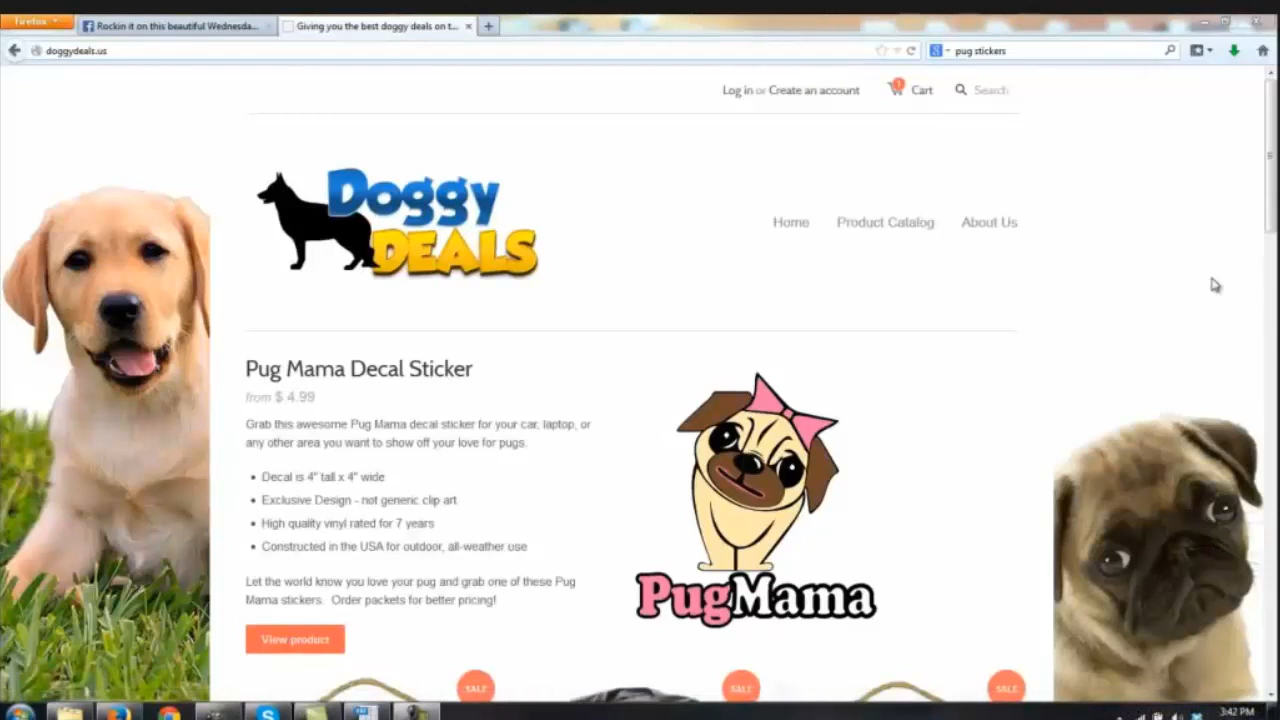 Firefox
Rockin it on this beautiful Wednesda...
Giving you the best doggy deals on t...
doggydeals.us
pug stickers
Log in or Create an account
1
Cart
Search
Doggy
DEALS
Home
Product Catalog
About Us
Pug Mama Decal Sticker
from $ 4.99
Grab this awesome Pug Mama decal sticker for your car, laptop, or
any other area you want to show off your love for pugs.
Decal is 4" tall x 4" wide
Exclusive Design - not generic clip art
High quality vinyl rated for 7 years
Constructed in the USA for outdoor, all-weather use
Let the world know you love your pug and grab one of these Pug
Mama stickers. Order packets for better pricing!
View product
PugMama
SALE
SALE
SALE
3:42 PM